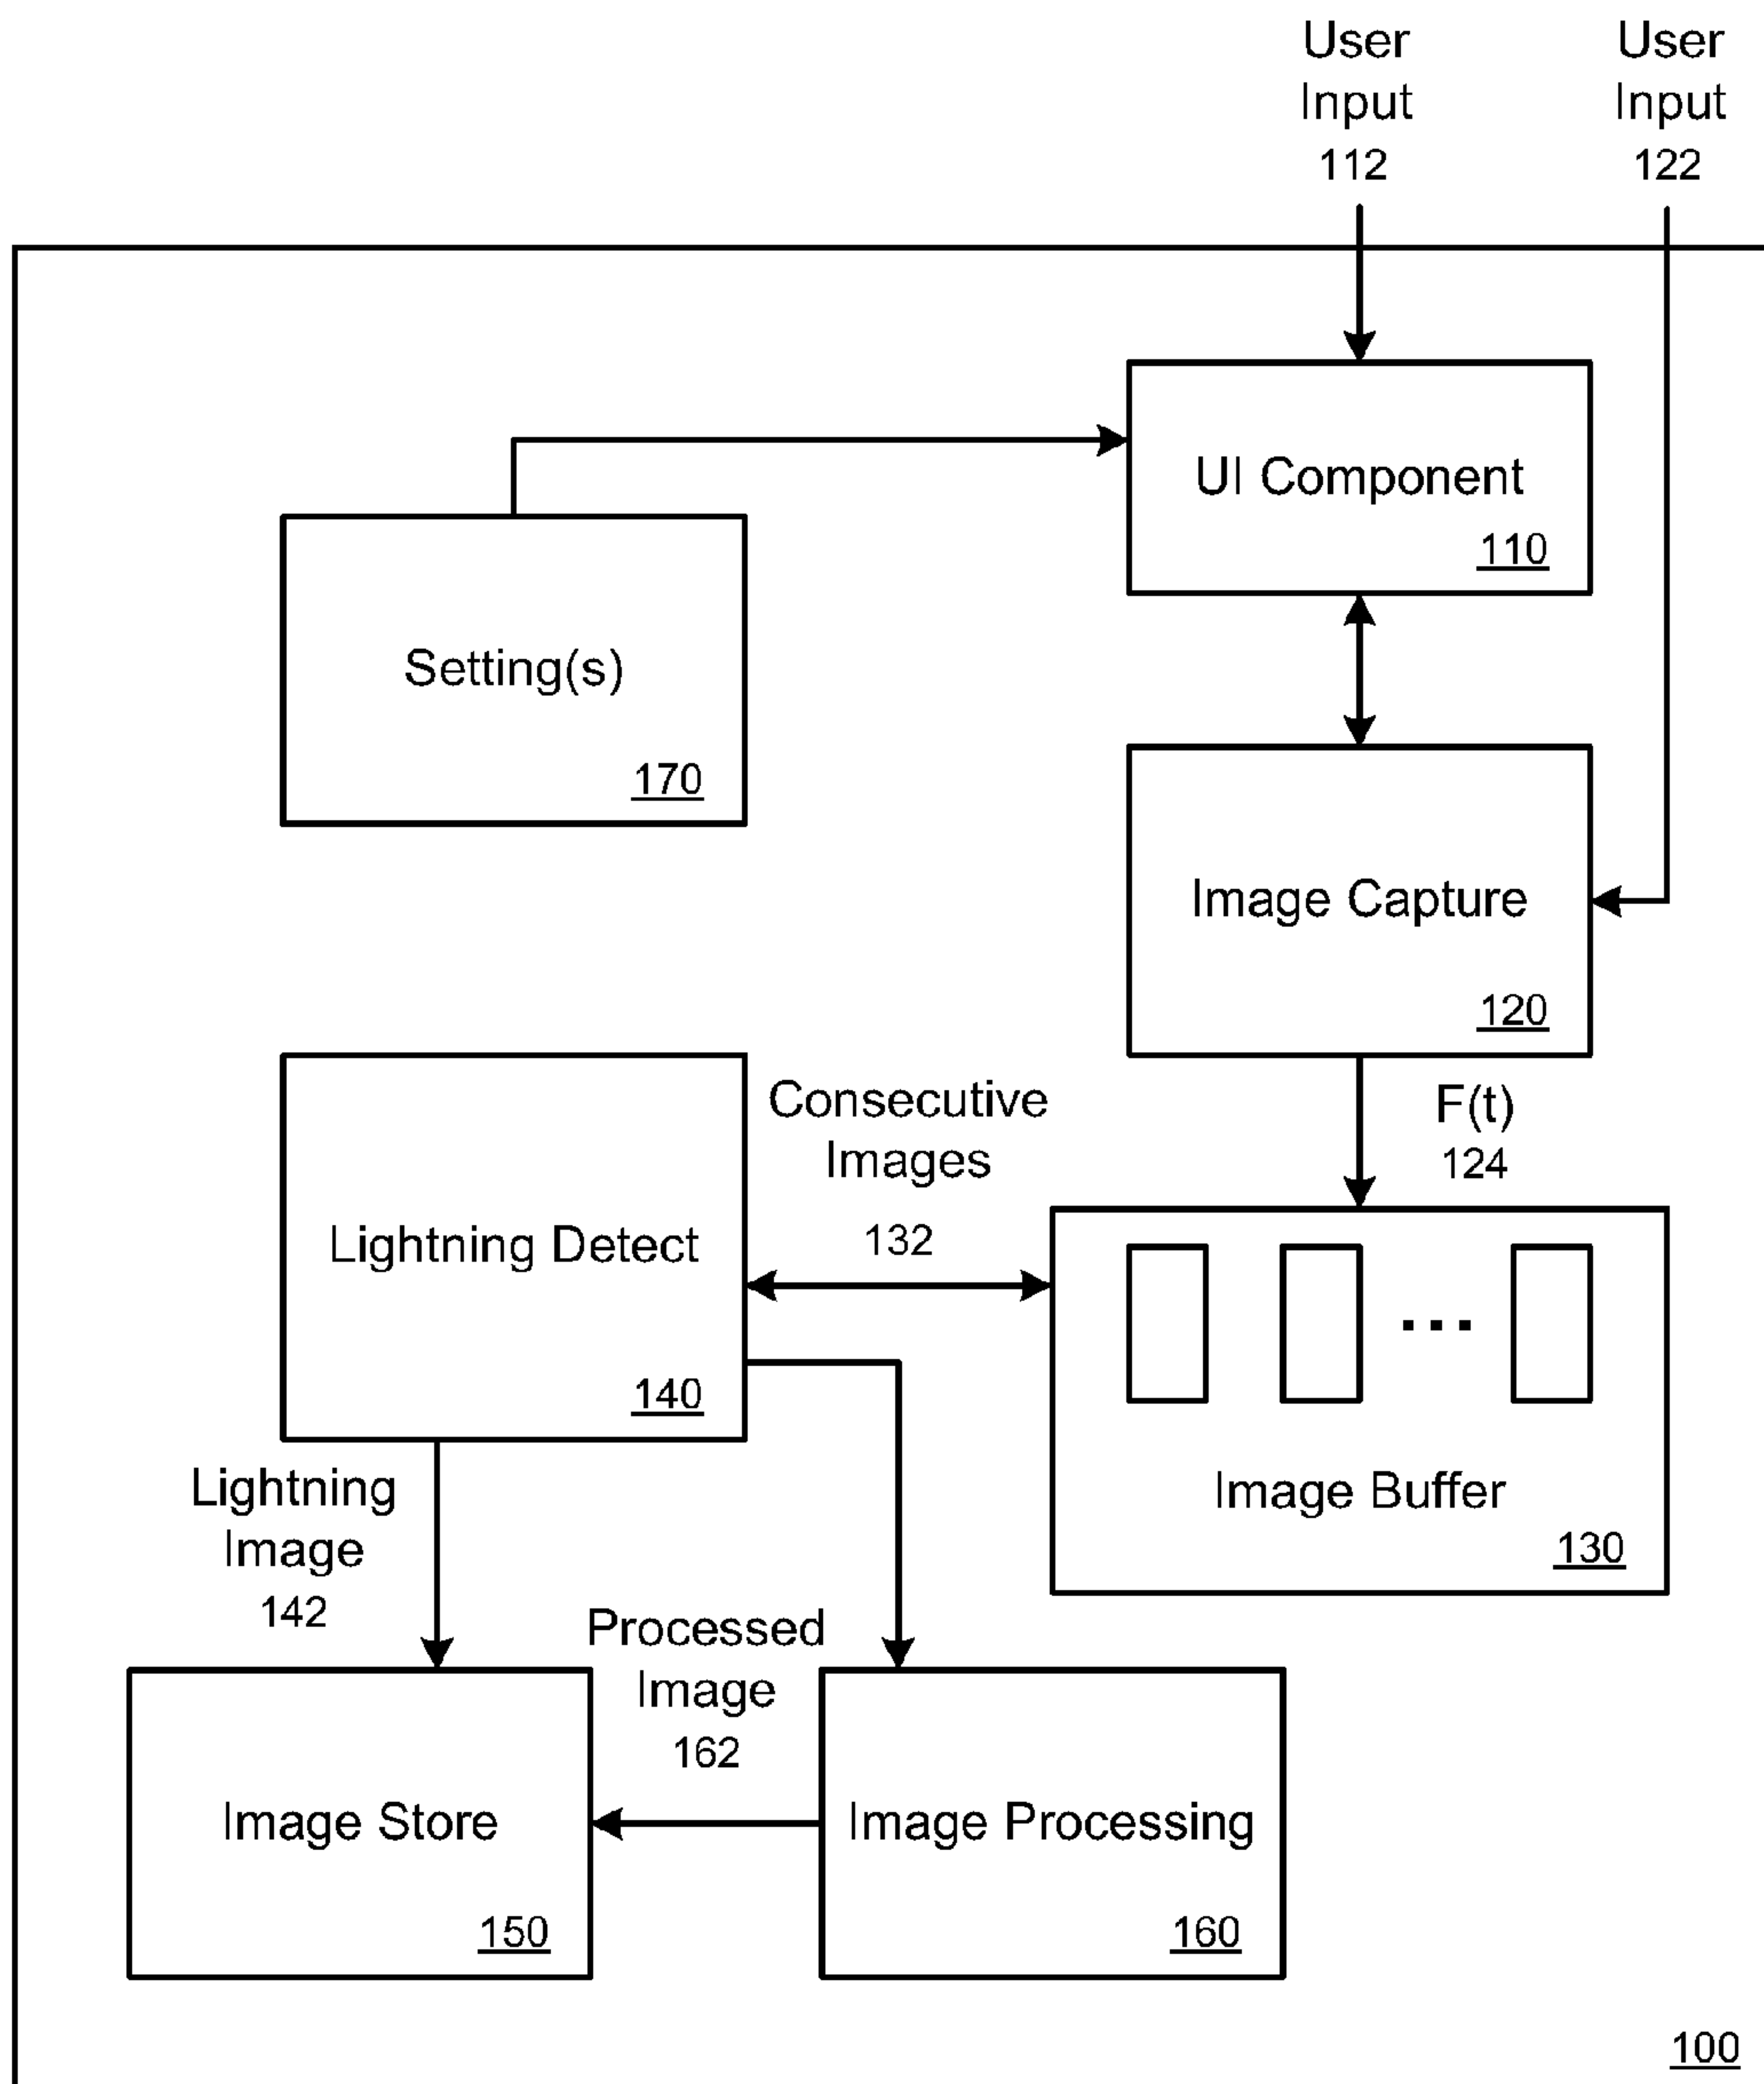 User
Input
112
User
Input
122
UI Component
110
Setting(s)
170
Image Capture
120
F(t)
124
Lightning Detect
140
Consecutive
Images
132
Image Buffer
130
...
Lightning
Image
142
Processed
Image
162
Image Store
150
Image Processing
160
100